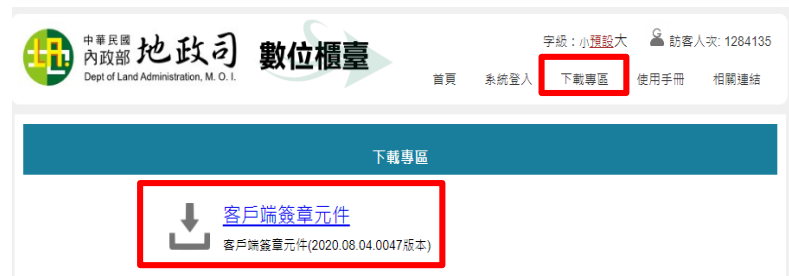 字級：小預設大 訪客人次: 1284135
中華民國
內政部 地政司 數位櫃臺
Dept of Land Administration, M. O. I.
首頁 系統登入 下載專區 使用手冊 相關連結
下載專區
客戶端簽章元件
客戶端簽章元件(2020.08.04.0047版本)